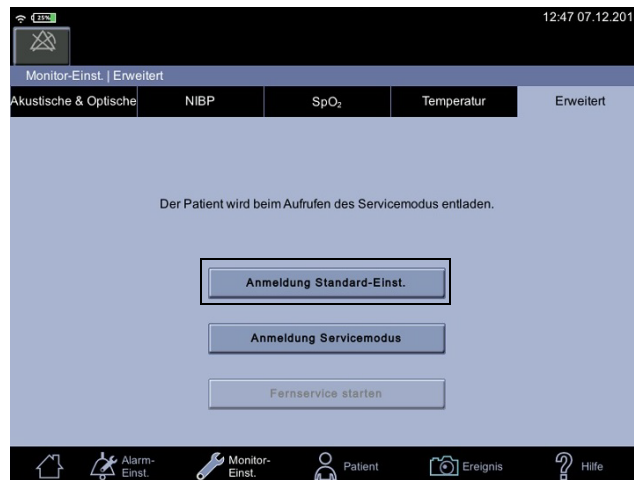 25%
12:47 07.12.201
Monitor-Einst. | Erweitert
Akustische & Optische NIBP SpO₂ Temperatur Erweitert
Der Patient wird beim Aufrufen des Servicemodus entladen.
Anmeldung Standard-Einst.
Anmeldung Servicemodus
Fernservice starten
Alarm-
Einst.
Monitor-
Einst.
Patient
Ereignis
Hilfe